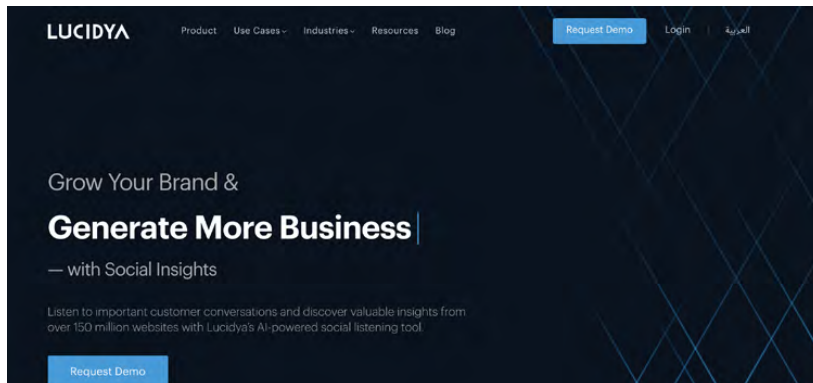 LUCIDYA
Product Use Cases Industries Resources Blog Request Demo Login | العربية
Grow Your Brand &
Generate More Business
— with Social Insights
Listen to important customer conversations and discover valuable insights from
over 150 million websites with Lucidya's AI-powered social listening tool.
Request Demo